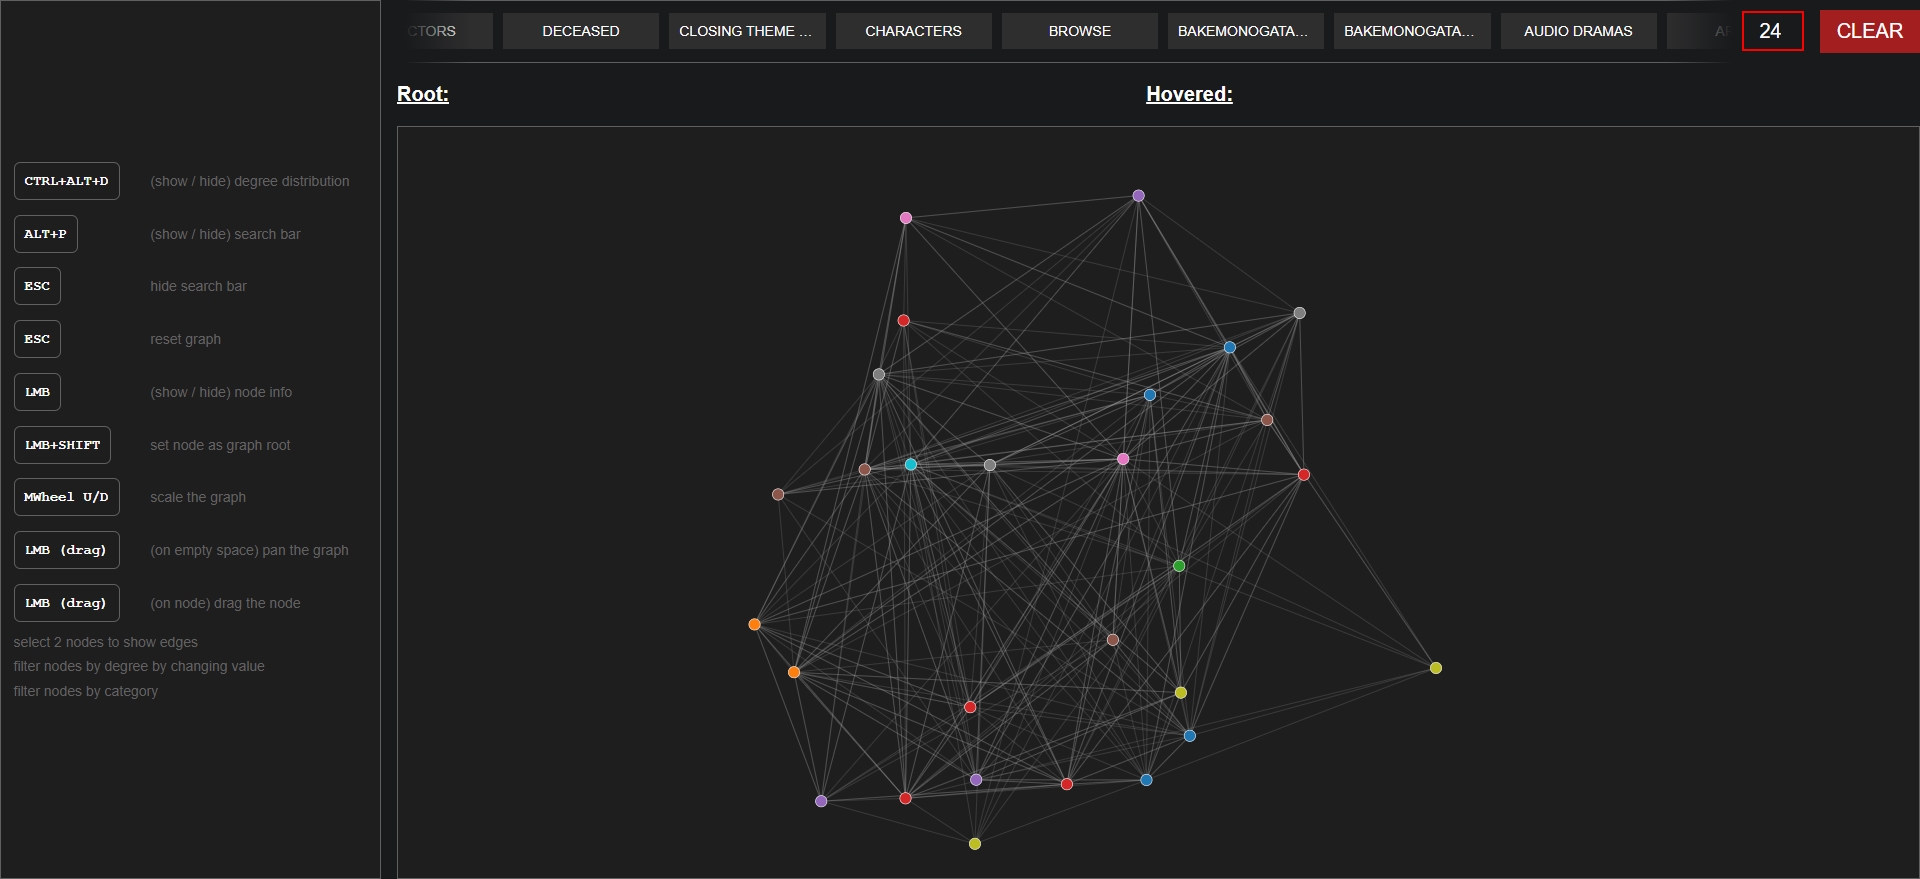 CTORS DECEASED CLOSING THEME ... CHARACTERS BROWSE BAKEMONOGATA... BAKEMONOGATA... AUDIO DRAMAS 24 CLEAR
Root: Hovered:
CTRL+ALT+D (show / hide) degree distribution
ALT+P (show / hide) search bar
ESC hide search bar
ESC reset graph
LMB (show / hide) node info
LMB+SHIFT set node as graph root
MWheel U/D scale the graph
LMB (drag) (on empty space) pan the graph
LMB (drag) (on node) drag the node
select 2 nodes to show edges
filter nodes by degree by changing value
filter nodes by category